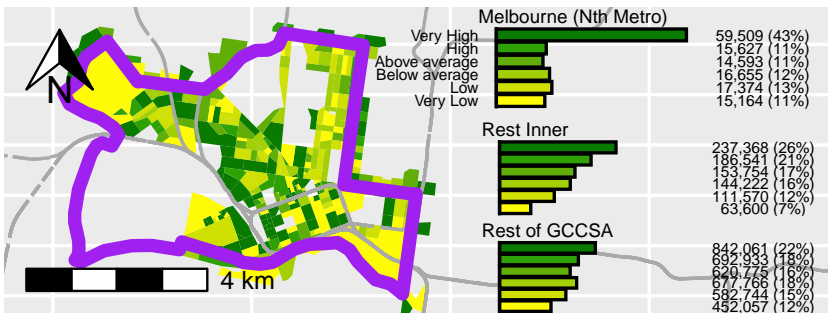 Melbourne (Nth Metro)
Very High 59,509 (43%)
High 15,627 (11%)
Above average 14,593 (11%)
Below average 16,655 (12%)
Low 17,374 (13%)
Very Low 15,164 (11%)
N
Rest Inner
237,368 (26%)
186,541 (21%)
153,754 (17%)
144,222 (16%)
111,570 (12%)
63,600 (7%)
Rest of GCCSA
842,061 (22%)
692,933 (18%)
620,775 (16%)
677,766 (18%)
582,744 (15%)
452,057 (12%)
4 km